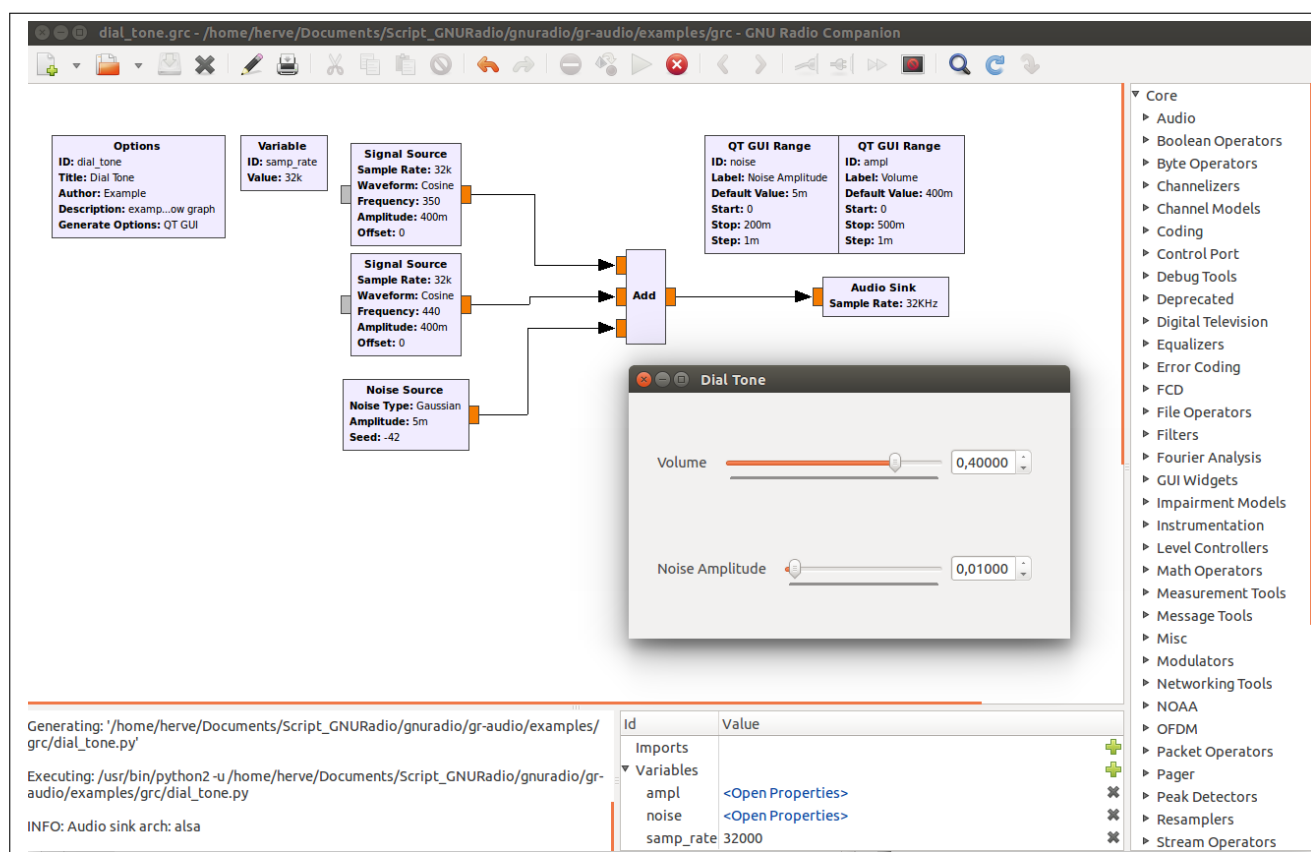 dial_tone.grc - /home/herve/Documents/Script_GNURadio/gnuradio/gr-audio/examples/grc - GNU Radio Companion
Options
ID: dial_tone
Title: Dial Tone
Author: Example
Description: examp...ow graph
Generate Options: QT GUI
Variable
ID: samp_rate
Value: 32k
Signal Source
Sample Rate: 32k
Waveform: Cosine
Frequency: 350
Amplitude: 400m
Offset: 0
Signal Source
Sample Rate: 32k
Waveform: Cosine
Frequency: 440
Amplitude: 400m
Offset: 0
Noise Source
Noise Type: Gaussian
Amplitude: 5m
Seed: -42
Add
QT GUI Range
ID: noise
Label: Noise Amplitude
Default Value: 5m
Start: 0
Stop: 200m
Step: 1m
QT GUI Range
ID: ampl
Label: Volume
Default Value: 400m
Start: 0
Stop: 500m
Step: 1m
Audio Sink
Sample Rate: 32KHz
Dial Tone
Volume 0,40000
Noise Amplitude 0,01000
Core
Audio
Boolean Operators
Byte Operators
Channelizers
Channel Models
Coding
Control Port
Debug Tools
Deprecated
Digital Television
Equalizers
Error Coding
FCD
File Operators
Filters
Fourier Analysis
GUI Widgets
Impairment Models
Instrumentation
Level Controllers
Math Operators
Measurement Tools
Message Tools
Misc
Modulators
Networking Tools
NOAA
OFDM
Packet Operators
Pager
Peak Detectors
Resamplers
Stream Operators
Generating: '/home/herve/Documents/Script_GNURadio/gnuradio/gr-audio/examples/
grc/dial_tone.py'
Executing: /usr/bin/python2 -u /home/herve/Documents/Script_GNURadio/gnuradio/gr-
audio/examples/grc/dial_tone.py
INFO: Audio sink arch: alsa
Id Value
Imports
Variables
ampl <Open Properties>
noise <Open Properties>
samp_rate 32000